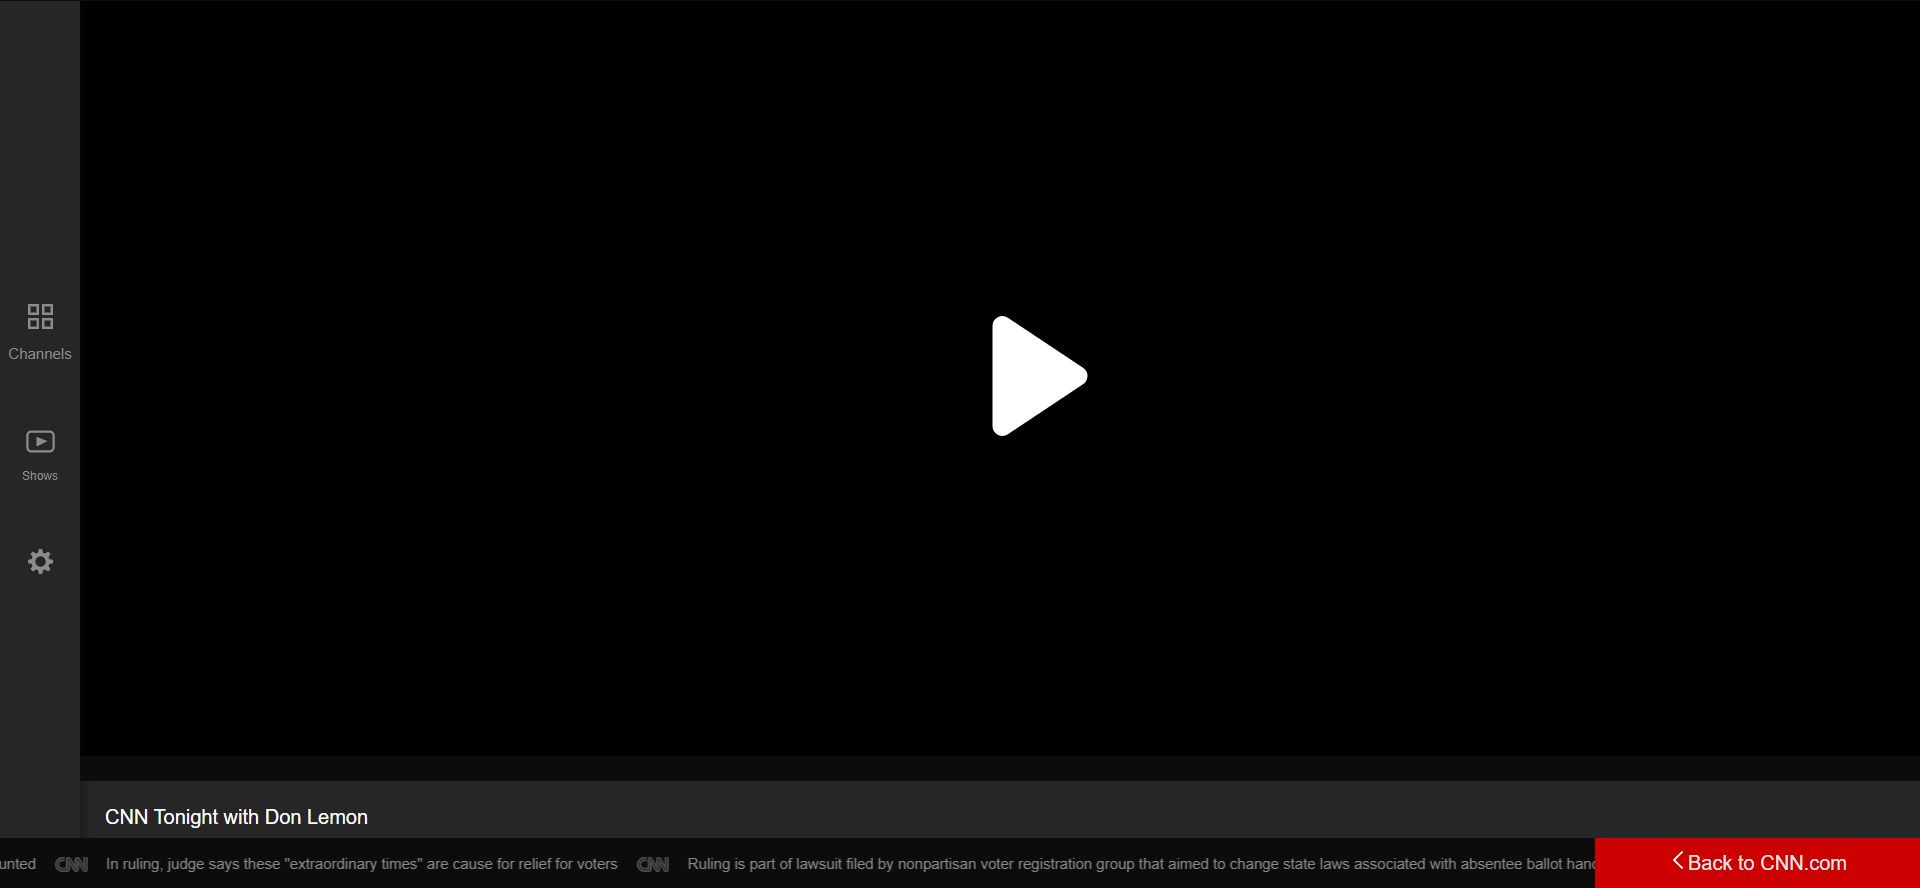 Channels
Shows
CNN Tonight with Don Lemon
unted CNN In ruling, judge says these "extraordinary times" are cause for relief for voters CNN Ruling is part of lawsuit filed by nonpartisan voter registration group that aimed to change state laws associated with absentee ballot hand
Back to CNN.com